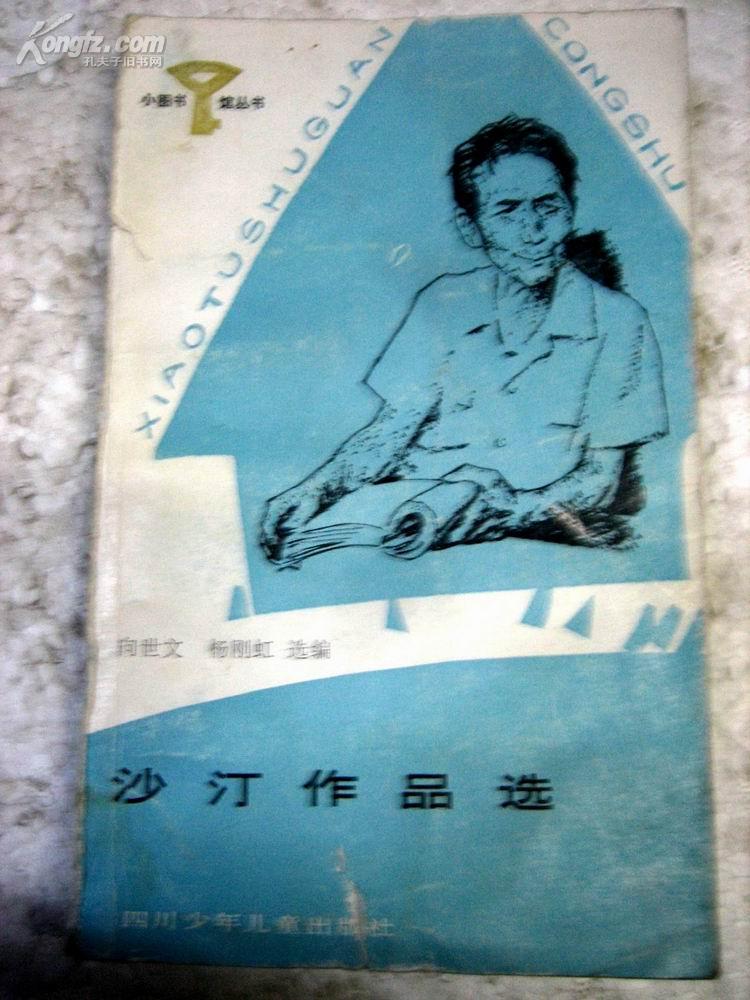 Kongfz.com
孔夫子旧书网
小图书馆丛书
XIAOTUSHUGUAN CONGSHU
向世文 杨刚虹 选编
沙汀作品选
四川少年儿童出版社